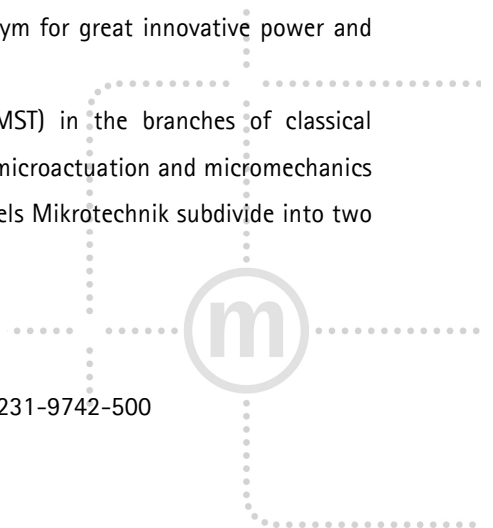 ym for great innovative power and
MST) in the branches of classical
microactuation and micromechanics
els Mikrotechnik subdivide into two
m
231-9742-500